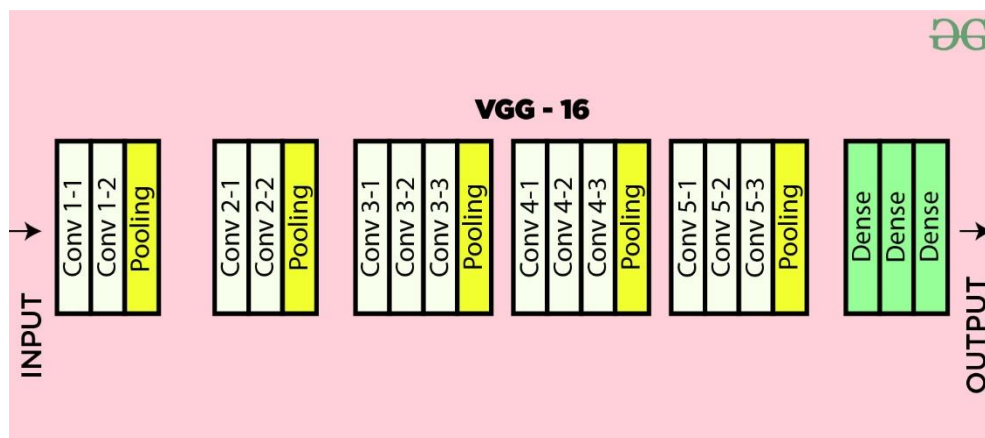 VGG - 16
INPUT
Conv 1-1
Conv 1-2
Pooling
Conv 2-1
Conv 2-2
Pooling
Conv 3-1
Conv 3-2
Conv 3-3
Pooling
Conv 4-1
Conv 4-2
Conv 4-3
Pooling
Conv 5-1
Conv 5-2
Conv 5-3
Pooling
Dense
Dense
Dense
OUTPUT